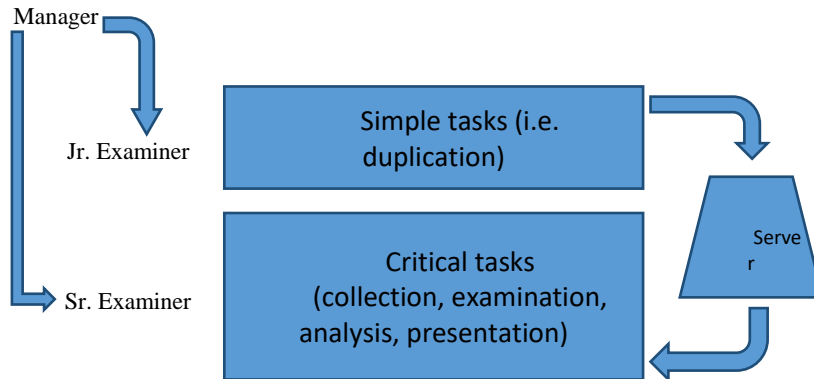 Manager
Simple tasks (i.e.
duplication)
Jr. Examiner
Serve
r
Critical tasks
(collection, examination,
analysis, presentation)
Sr. Examiner